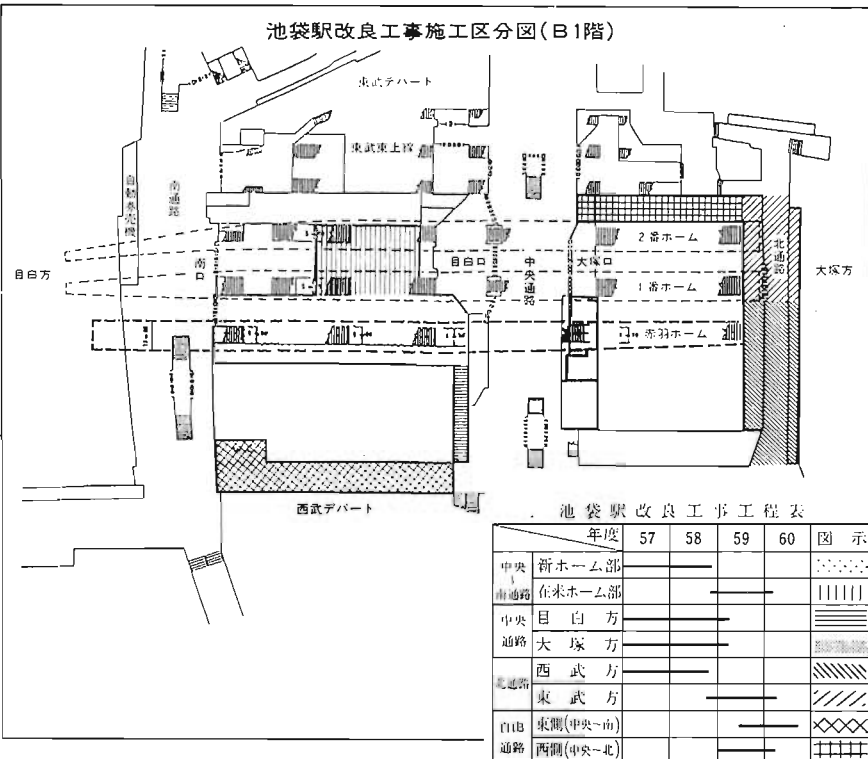 池袋駅改良工事施工区分図(B1階)
東武デパート
東武東上線
自動券売機
南通路
南口
目白方
目白口
中央通路
大塚口
2番ホーム
1番ホーム
赤羽ホーム
北通路
大塚方
西武デパート
池袋駅改良工事工程表
年度 57 58 59 60 図示
中央~南通路 新ホーム部
在来ホーム部
中央通路 目白方
大塚方
北通路 西武方
東武方
自由通路 東側(中央~南)
西側(中央~北)